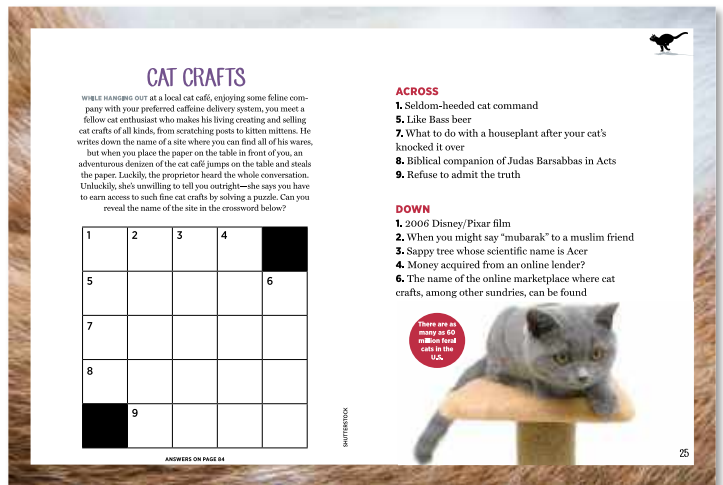 CAT CRAFTS
WHILE HANGING OUT at a local cat café, enjoying some feline com-
pany with your preferred caffeine delivery system, you meet a
fellow cat enthusiast who makes his living creating and selling
cat crafts of all kinds, from scratching posts to kitten mittens. He
writes down the name of a site where you can find all of his wares,
but when you place the paper on the table in front of you, an
adventurous denizen of the cat café jumps on the table and steals
the paper. Luckily, the proprietor heard the whole conversation.
Unluckily, she's unwilling to tell you outright—she says you have
to earn access to such fine cat crafts by solving a puzzle. Can you
reveal the name of the site in the crossword below?
1 2 3 4
5 6
7
8
9
ANSWERS ON PAGE 84
SHUTTERSTOCK
ACROSS
1. Seldom-heeded cat command
5. Like Bass beer
7. What to do with a houseplant after your cat's
knocked it over
8. Biblical companion of Judas Barsabbas in Acts
9. Refuse to admit the truth
DOWN
1. 2006 Disney/Pixar film
2. When you might say "mubarak" to a muslim friend
3. Sappy tree whose scientific name is Acer
4. Money acquired from an online lender?
6. The name of the online marketplace where cat
crafts, among other sundries, can be found
There are as
many as 60
million feral
cats in the
U.S.
25